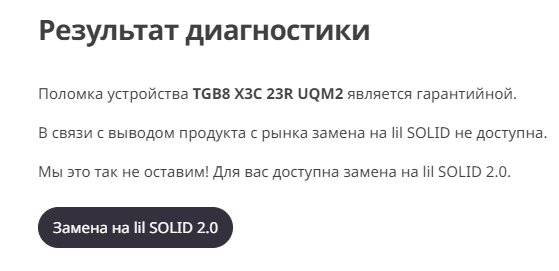 Результат диагностики
Поломка устройства TGB8 X3C 23R UQM2 является гарантийной.
В связи с выводом продукта с рынка замена на lil SOLID не доступна.
Мы это так не оставим! Для вас доступна замена на lil SOLID 2.0.
Замена на lil SOLID 2.0